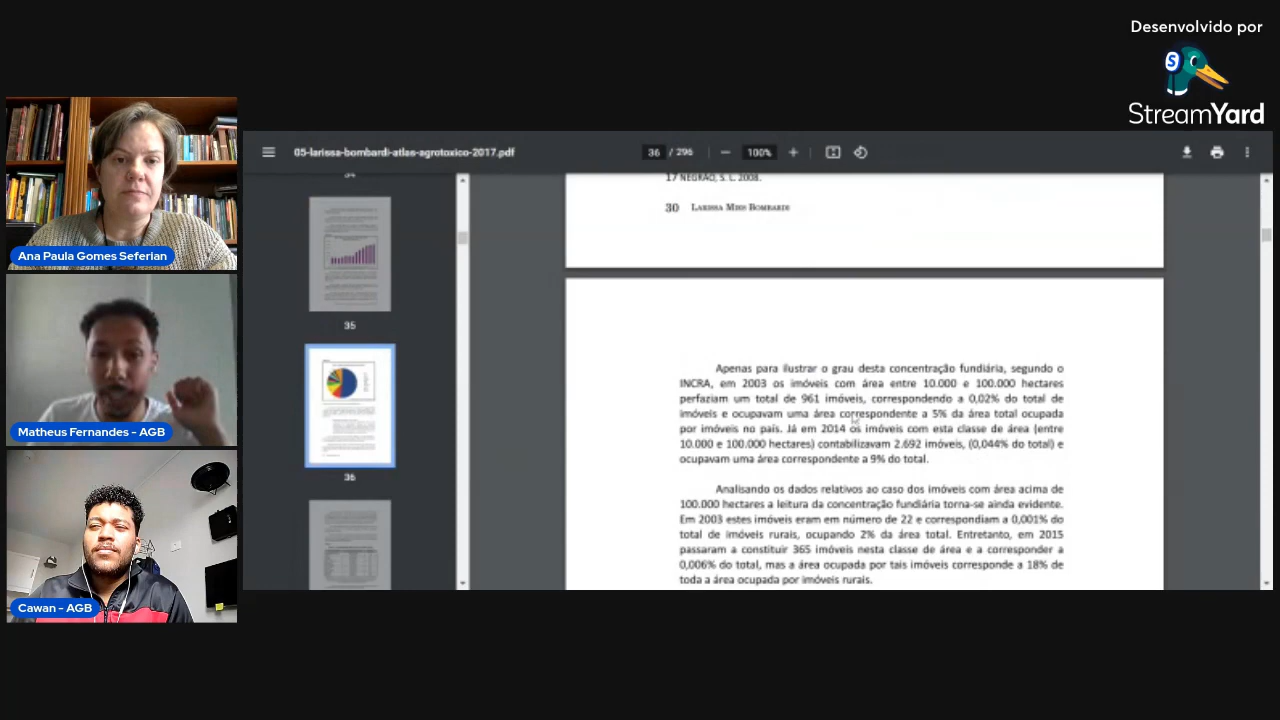 Desenvolvido por
StreamYard
Ana Paula Gomes Seferian
Matheus Fernandes - AGB
Cawan - AGB
05-larissa-bombardi-atlas-agrotoxico-2017.pdf
36 / 296
100%
34
35
36
17 NEGRÃO, S. L. 2008.
30 LARISSA MIES BOMBARDI
Apenas para ilustrar o grau desta concentração fundiária, segundo o
INCRA, em 2003 os imóveis com área entre 10.000 e 100.000 hectares
perfaziam um total de 961 imóveis, correspondendo a 0,02% do total de
imóveis e ocupavam uma área correspondente a 5% da área total ocupada
por imóveis no país. Já em 2014 os imóveis com esta classe de área (entre
10.000 e 100.000 hectares) contabilizavam 2.692 imóveis, (0,044% do total) e
ocupavam uma área correspondente a 9% do total.
Analisando os dados relativos ao caso dos imóveis com área acima de
100.000 hectares a leitura da concentração fundiária torna-se ainda evidente.
Em 2003 estes imóveis eram em número de 22 e correspondiam a 0,001% do
total de imóveis rurais, ocupando 2% da área total. Entretanto, em 2015
passaram a constituir 365 imóveis nesta classe de área e a corresponder a
0,006% do total, mas a área ocupada por tais imóveis corresponde a 18% de
toda a área ocupada por imóveis rurais.